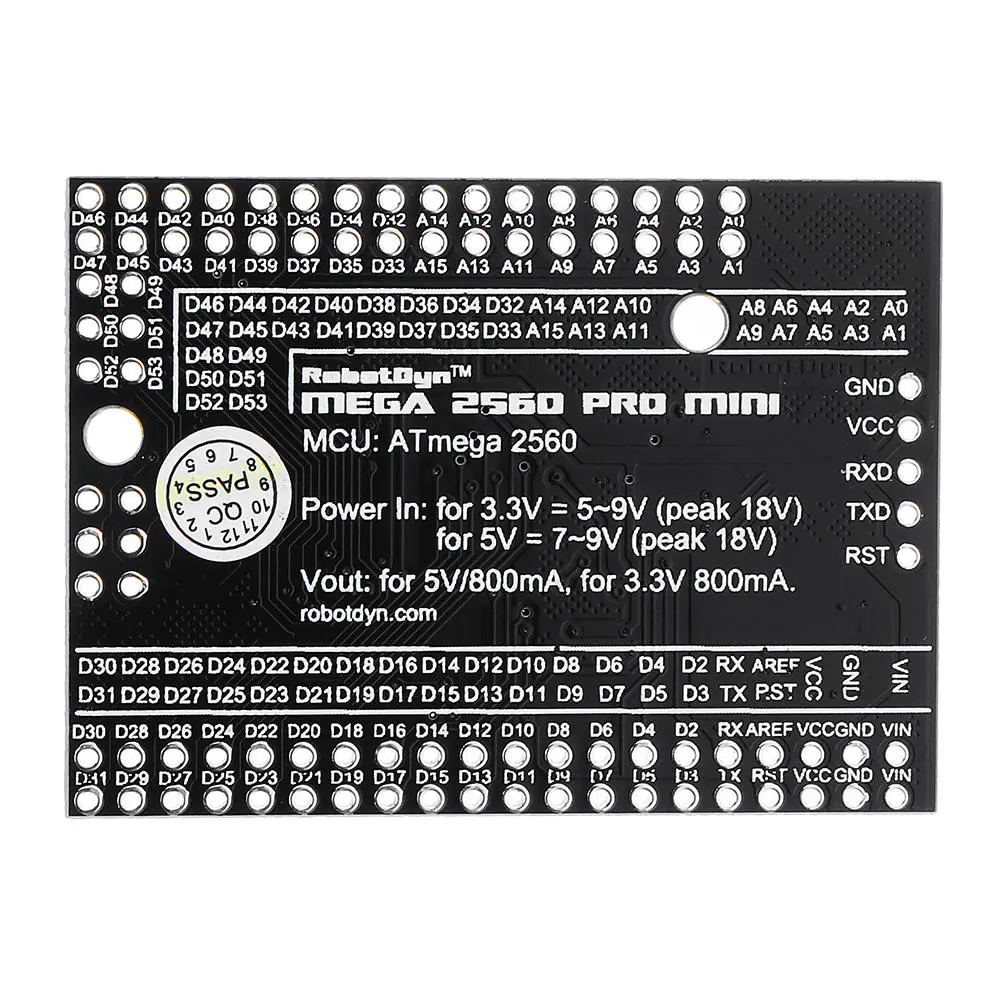 D46 D44 D42 D40 D38 D36 D34 D32 A14 A12 A10 A8 A6 A4 A2 A0
D47 D45 D43 D41 D39 D37 D35 D33 A15 A13 A11 A9 A7 A5 A3 A1
D48 D49
D50 D51
D52 D53
D46 D44 D42 D40 D38 D36 D34 D32 A14 A12 A10 A8 A6 A4 A2 A0
D47 D45 D43 D41 D39 D37 D35 D33 A15 A13 A11 A9 A7 A5 A3 A1
D48 D49
D50 D51
D52 D53
RobotDyn™
MEGA 2560 PRO MINI
MCU: ATmega 2560
Power In: for 3.3V = 5~9V (peak 18V)
for 5V = 7~9V (peak 18V)
Vout: for 5V/800mA, for 3.3V 800mA.
robotdyn.com
GND
VCC
RXD
TXD
RST
QC
PASS
1 2 3 4 5 6 7 8 9 10 11 12
D30 D28 D26 D24 D22 D20 D18 D16 D14 D12 D10 D8 D6 D4 D2 RX AREF VCC GND VIN
D31 D29 D27 D25 D23 D21 D19 D17 D15 D13 D11 D9 D7 D5 D3 TX RST
D30 D28 D26 D24 D22 D20 D18 D16 D14 D12 D10 D8 D6 D4 D2 RX AREF VCC GND VIN
D31 D29 D27 D25 D23 D21 D19 D17 D15 D13 D11 D9 D7 D5 D3 TX RST VCC GND VIN